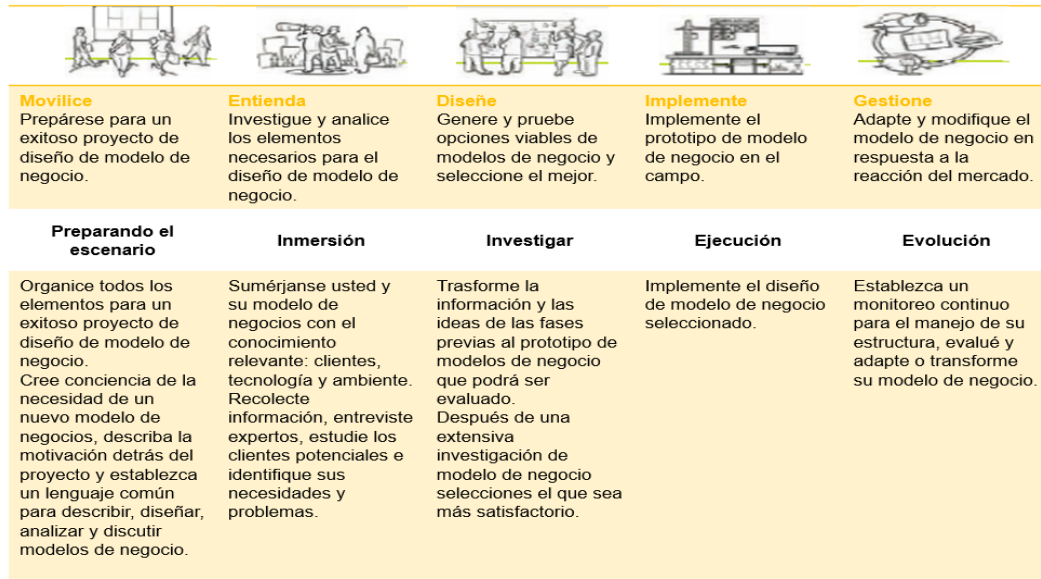 Movilice
Prepárese para un
exitoso proyecto de
diseño de modelo de
negocio.
Entienda
Investigue y analice
los elementos
necesarios para el
diseño de modelo de
negocio.
Diseñe
Genere y pruebe
opciones viables de
modelos de negocio y
seleccione el mejor.
Implemente
Implemente el
prototipo de modelo
de negocio en el
campo.
Gestione
Adapte y modifique el
modelo de negocio en
respuesta a la
reacción del mercado.
Preparando el
escenario
Inmersión
Investigar
Ejecución
Evolución
Organice todos los
elementos para un
exitoso proyecto de
diseño de modelo de
negocio.
Cree conciencia de la
necesidad de un
nuevo modelo de
negocios, describa la
motivación detrás del
proyecto y establezca
un lenguaje común
para describir, diseñar,
analizar y discutir
modelos de negocio.
Sumérjanse usted y
su modelo de
negocios con el
conocimiento
relevante: clientes,
tecnología y ambiente.
Recolecte
información, entreviste
expertos, estudie los
clientes potenciales e
identifique sus
necesidades y
problemas.
Trasforme la
información y las
ideas de las fases
previas al prototipo de
modelos de negocio
que podrá ser
evaluado.
Después de una
extensiva
investigación de
modelo de negocio
selecciones el que sea
más satisfactorio.
Implemente el diseño
de modelo de negocio
seleccionado.
Establezca un
monitoreo continuo
para el manejo de su
estructura, evalué y
adapte o transforme
su modelo de negocio.